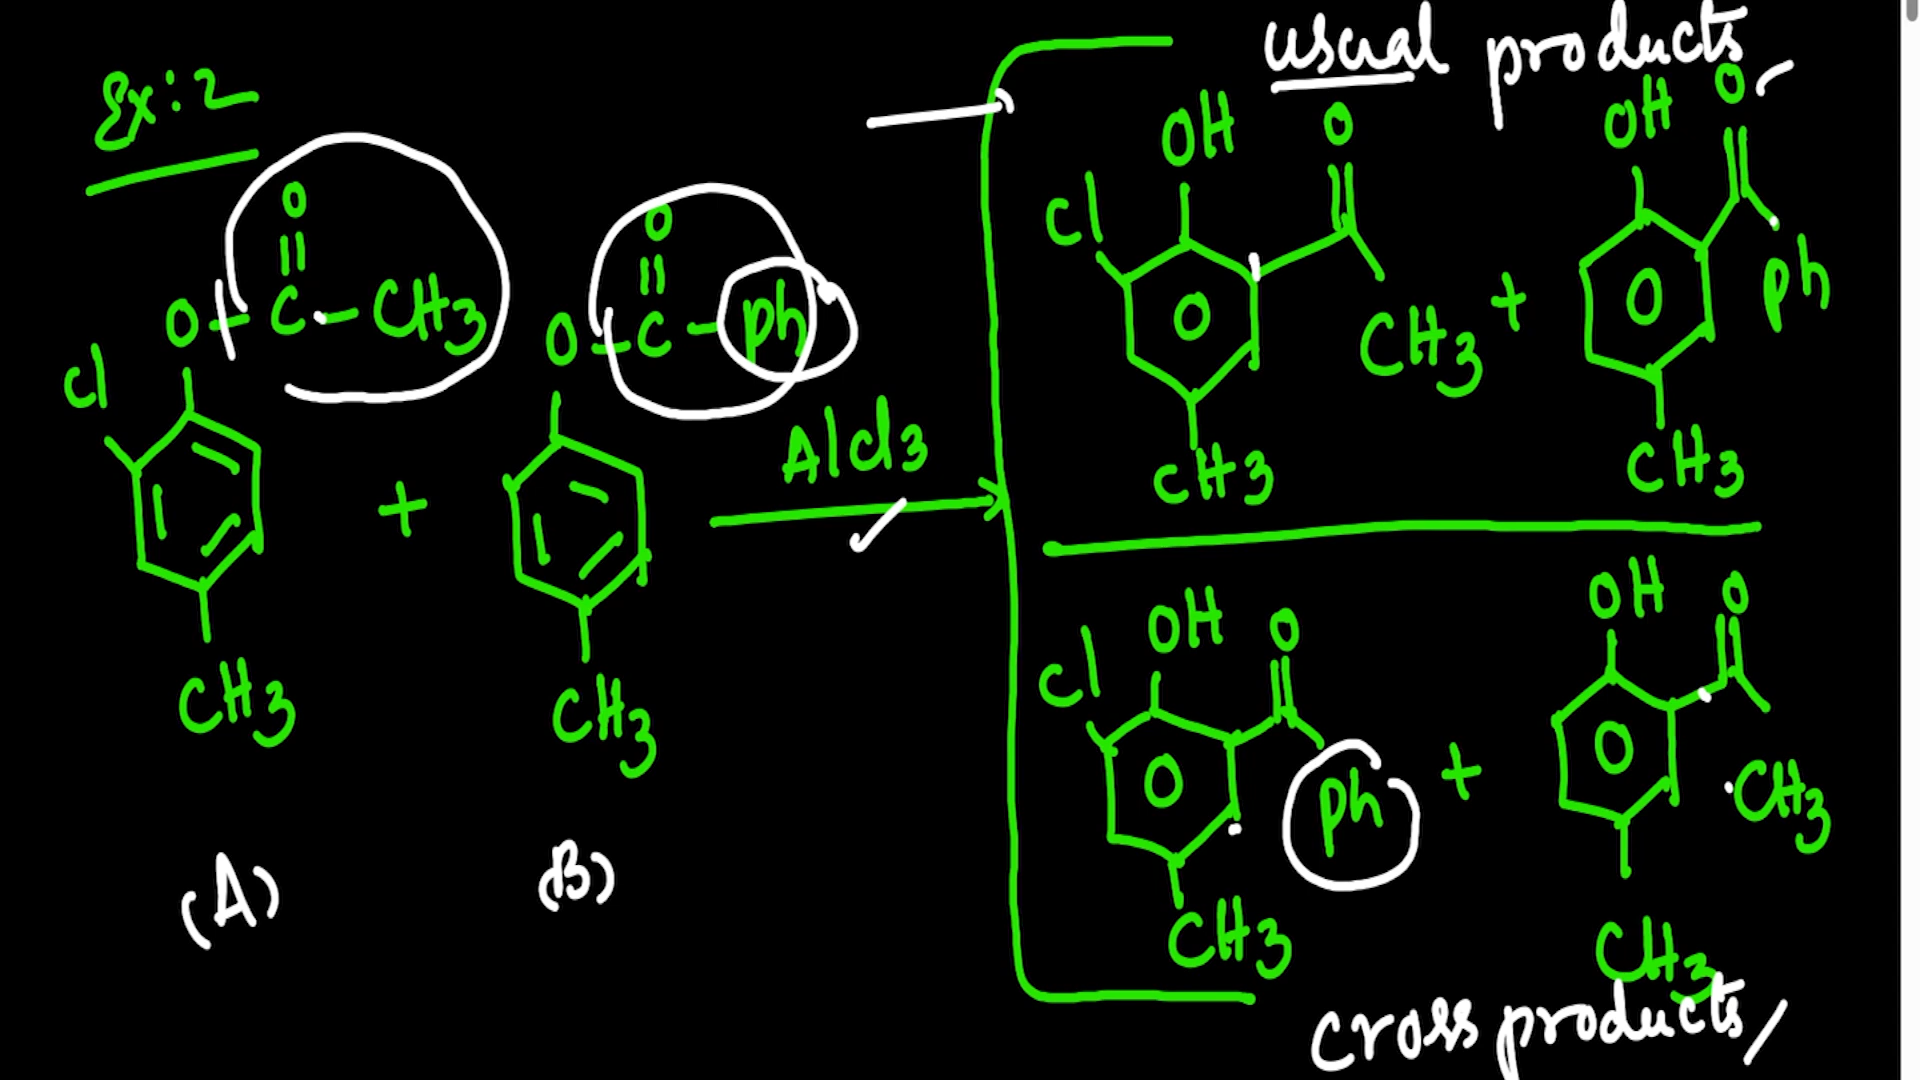 Ex:2
usual products
O
O - C - CH3
Cl
CH3
(A)
+
O
O - C - Ph
CH3
(B)
AlCl3
OH
O
Cl
CH3
CH3
+
OH
O
Ph
CH3
OH
O
Cl
Ph
CH3
+
OH
O
CH3
CH3
cross products